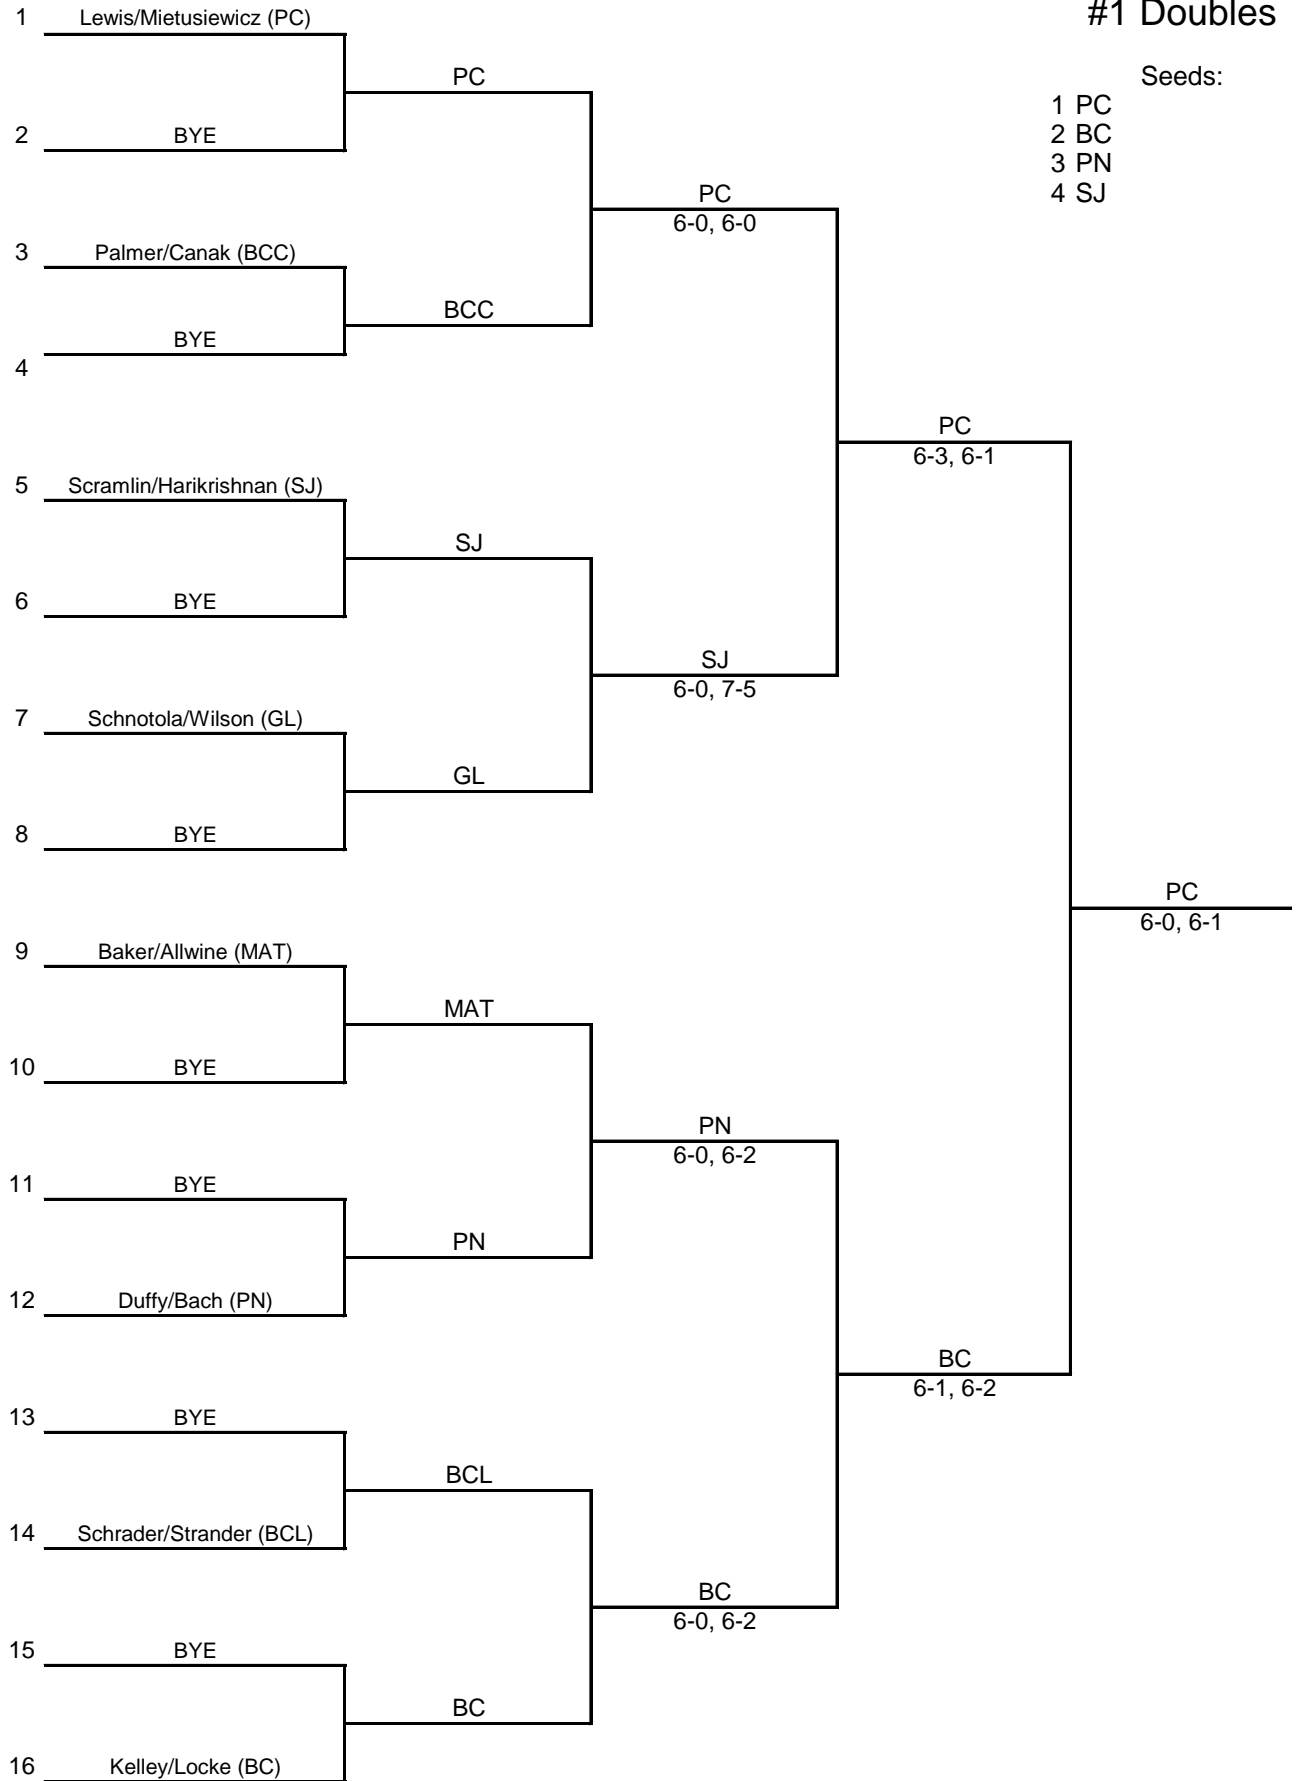 #1 Doubles
1 Lewis/Mietusiewicz (PC)
Seeds:
PC
1 PC
2 BC
3 PN
4 SJ
2 BYE
PC
6-0, 6-0
3 Palmer/Canak (BCC)
BCC
BYE
4
PC
6-3, 6-1
5 Scramlin/Harikrishnan (SJ)
SJ
6 BYE
SJ
6-0, 7-5
7 Schnotola/Wilson (GL)
GL
8 BYE
PC
6-0, 6-1
9 Baker/Allwine (MAT)
MAT
10 BYE
PN
6-0, 6-2
11 BYE
PN
12 Duffy/Bach (PN)
BC
6-1, 6-2
13 BYE
BCL
14 Schrader/Strander (BCL)
BC
6-0, 6-2
15 BYE
BC
16 Kelley/Locke (BC)